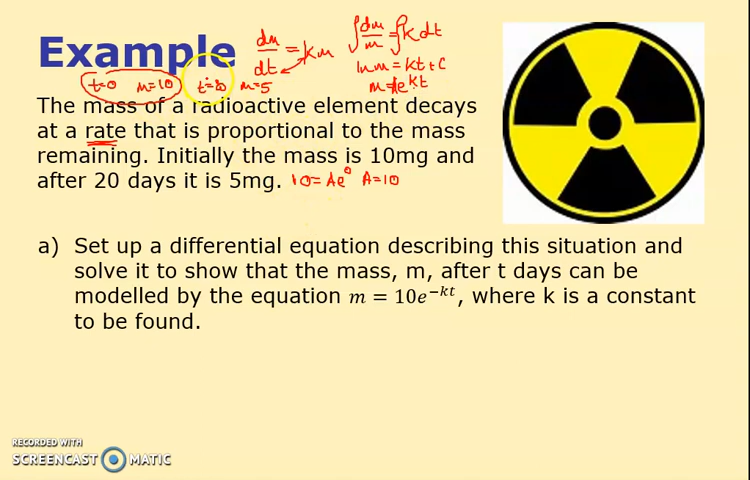 Example
dm/dt = km
∫dm/m = ∫k dt
ln m = kt + c
m = Ae^kt
t=0 m=10 t=20 m=5
The mass of a radioactive element decays
at a rate that is proportional to the mass
remaining. Initially the mass is 10mg and
after 20 days it is 5mg. 10 = Ae^0 A=10
a) Set up a differential equation describing this situation and
solve it to show that the mass, m, after t days can be
modelled by the equation m = 10e^−kt, where k is a constant
to be found.
RECORDED WITH
SCREENCAST MATIC